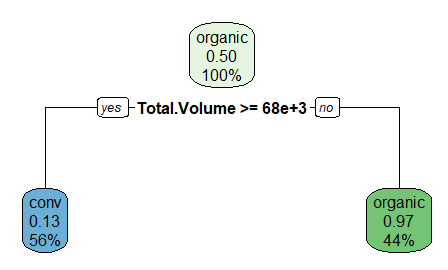 organic
0.50
100%
yes Total.Volume >= 68e+3 no
conv
0.13
56%
organic
0.97
44%